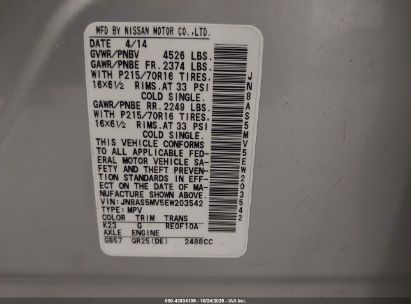 MFD BY NISSAN MOTOR CO.,LTD.
DATE 4/14
GVWR/PNBV 4526 LBS.
GAWR/PNBE FR. 2374 LBS.
WITH P215/70R16 TIRES,
16X6½ RIMS AT 33 PSI
COLD SINGLE.
GAWR/PNBE RR. 2249 LBS.
WITH P215/70R16 TIRES,
16X6½ RIMS AT 33 PSI
COLD SINGLE.
THIS VEHICLE CONFORMS
TO ALL APPLICABLE FED-
ERAL MOTOR VEHICLE SA-
FETY AND THEFT PREVEN-
TION STANDARDS IN EFF-
ECT ON THE DATE OF MA-
NUFACTURE SHOWN ABOVE.
VIN:JN8AS5MV5EW203542
TYPE: MPV
COLOR TRIM TRANS
K23 G RE0F10A
AXLE ENGINE
GB57 QR25(DE) 2488CC
JN8AS5MV5EW203542